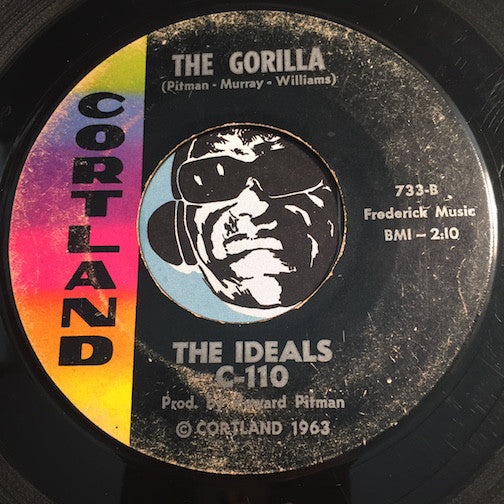 THE GORILLA
(Pitman - Murray - Williams)
CORTLAND
733-B
Frederick Music
BMI - 2:10
THE IDEALS
C-110
Prod. by Howard Pitman
© CORTLAND 1963